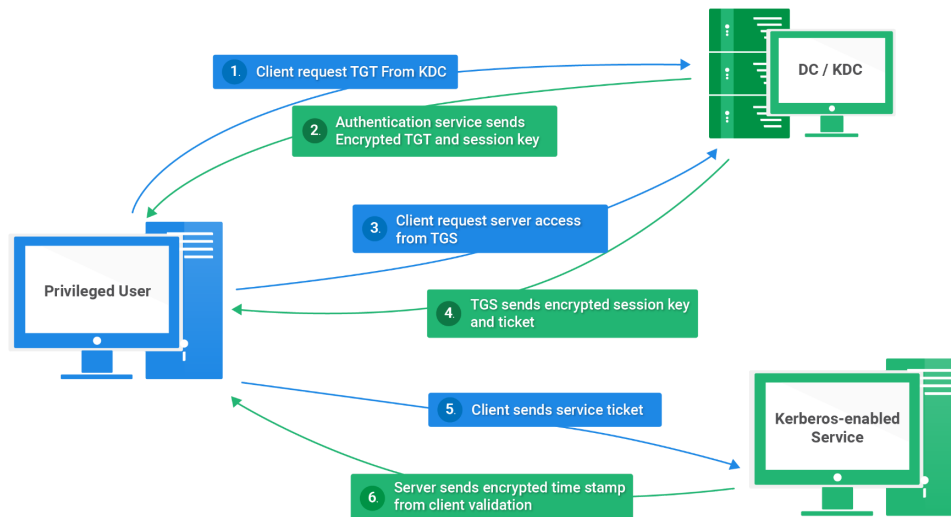 1. Client request TGT From KDC
DC / KDC
2. Authentication service sends
Encrypted TGT and session key
3. Client request server access
from TGS
Privileged User
4. TGS sends encrypted session key
and ticket
5. Client sends service ticket
Kerberos-enabled
Service
6. Server sends encrypted time stamp
from client validation